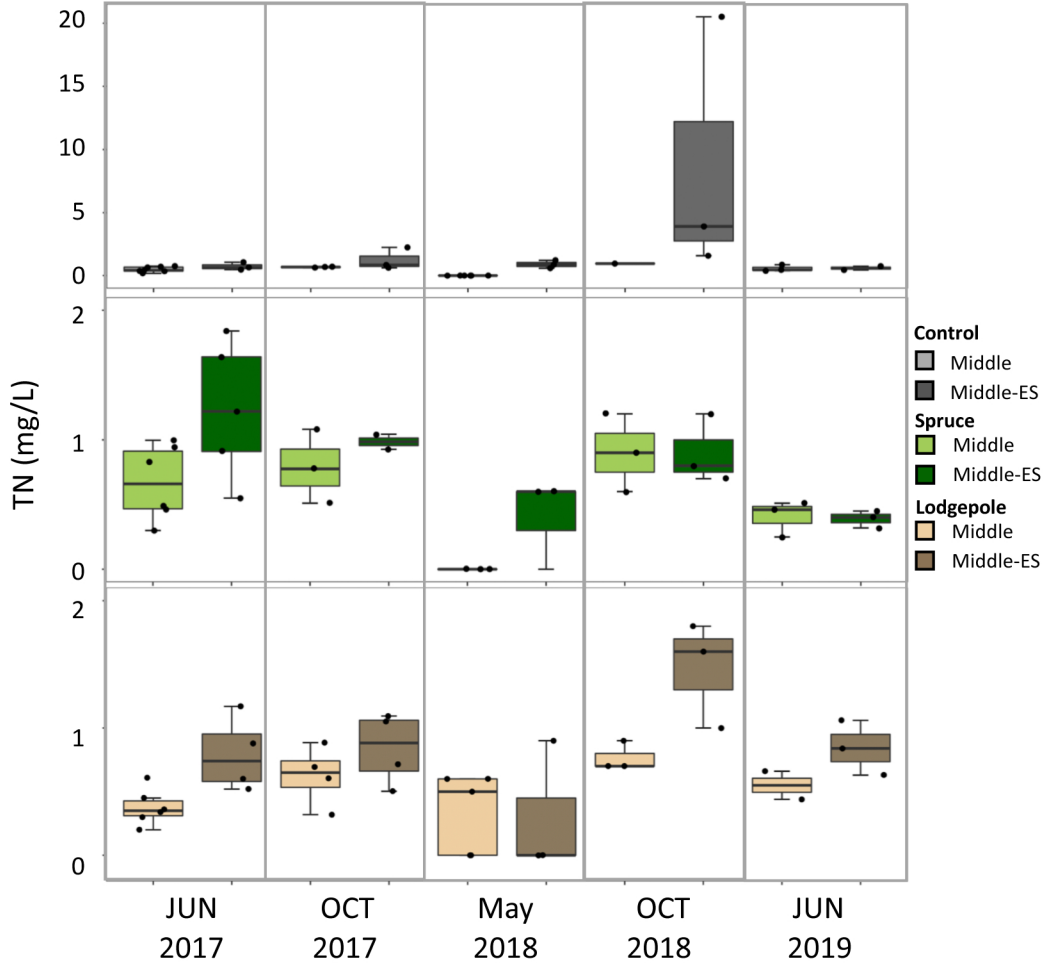 20
15
10
5
0
2
1
0
2
1
0
TN (mg/L)
Control
Middle
Middle-ES
Spruce
Middle
Middle-ES
Lodgepole
Middle
Middle-ES
JUN OCT May OCT JUN
2017 2017 2018 2018 2019